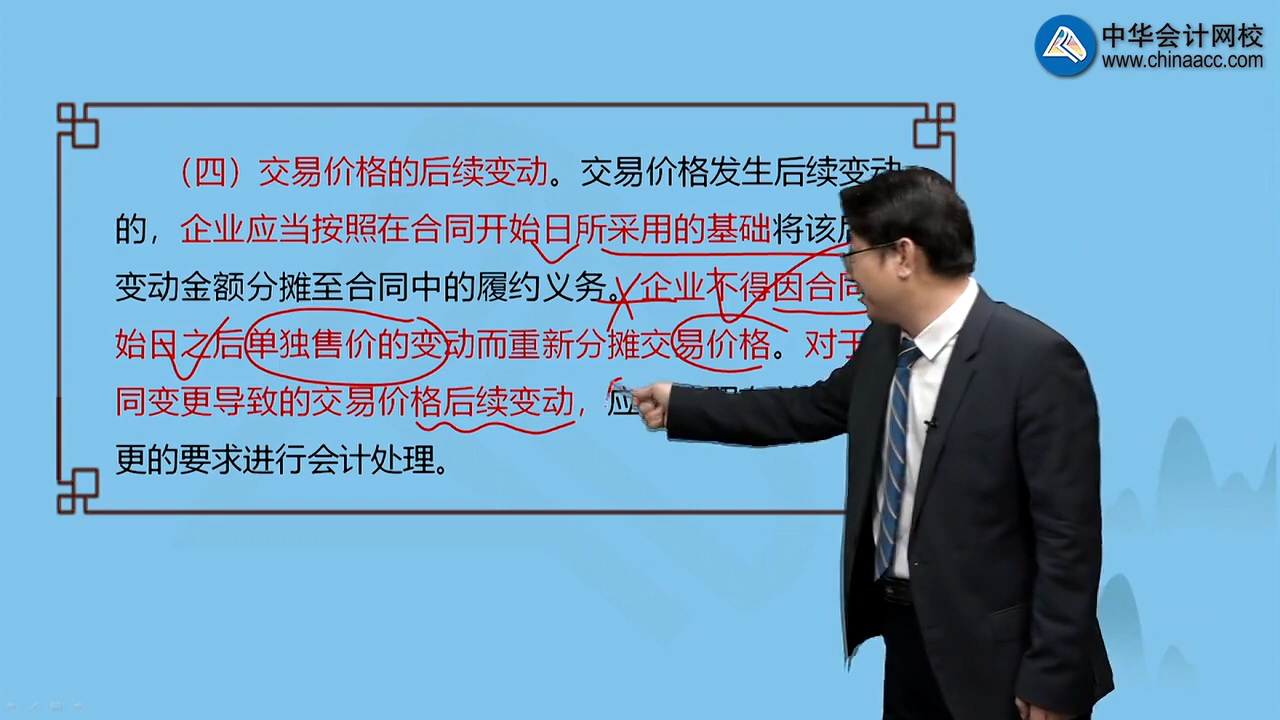 中华会计网校
www.chinaacc.com
（四）交易价格的后续变动。交易价格发生后续变动
的，企业应当按照在合同开始日所采用的基础将该后
变动金额分摊至合同中的履约义务。企业不得因合同
始日之后单独售价的变动而重新分摊交易价格。对于
同变更导致的交易价格后续变动，应
更的要求进行会计处理。